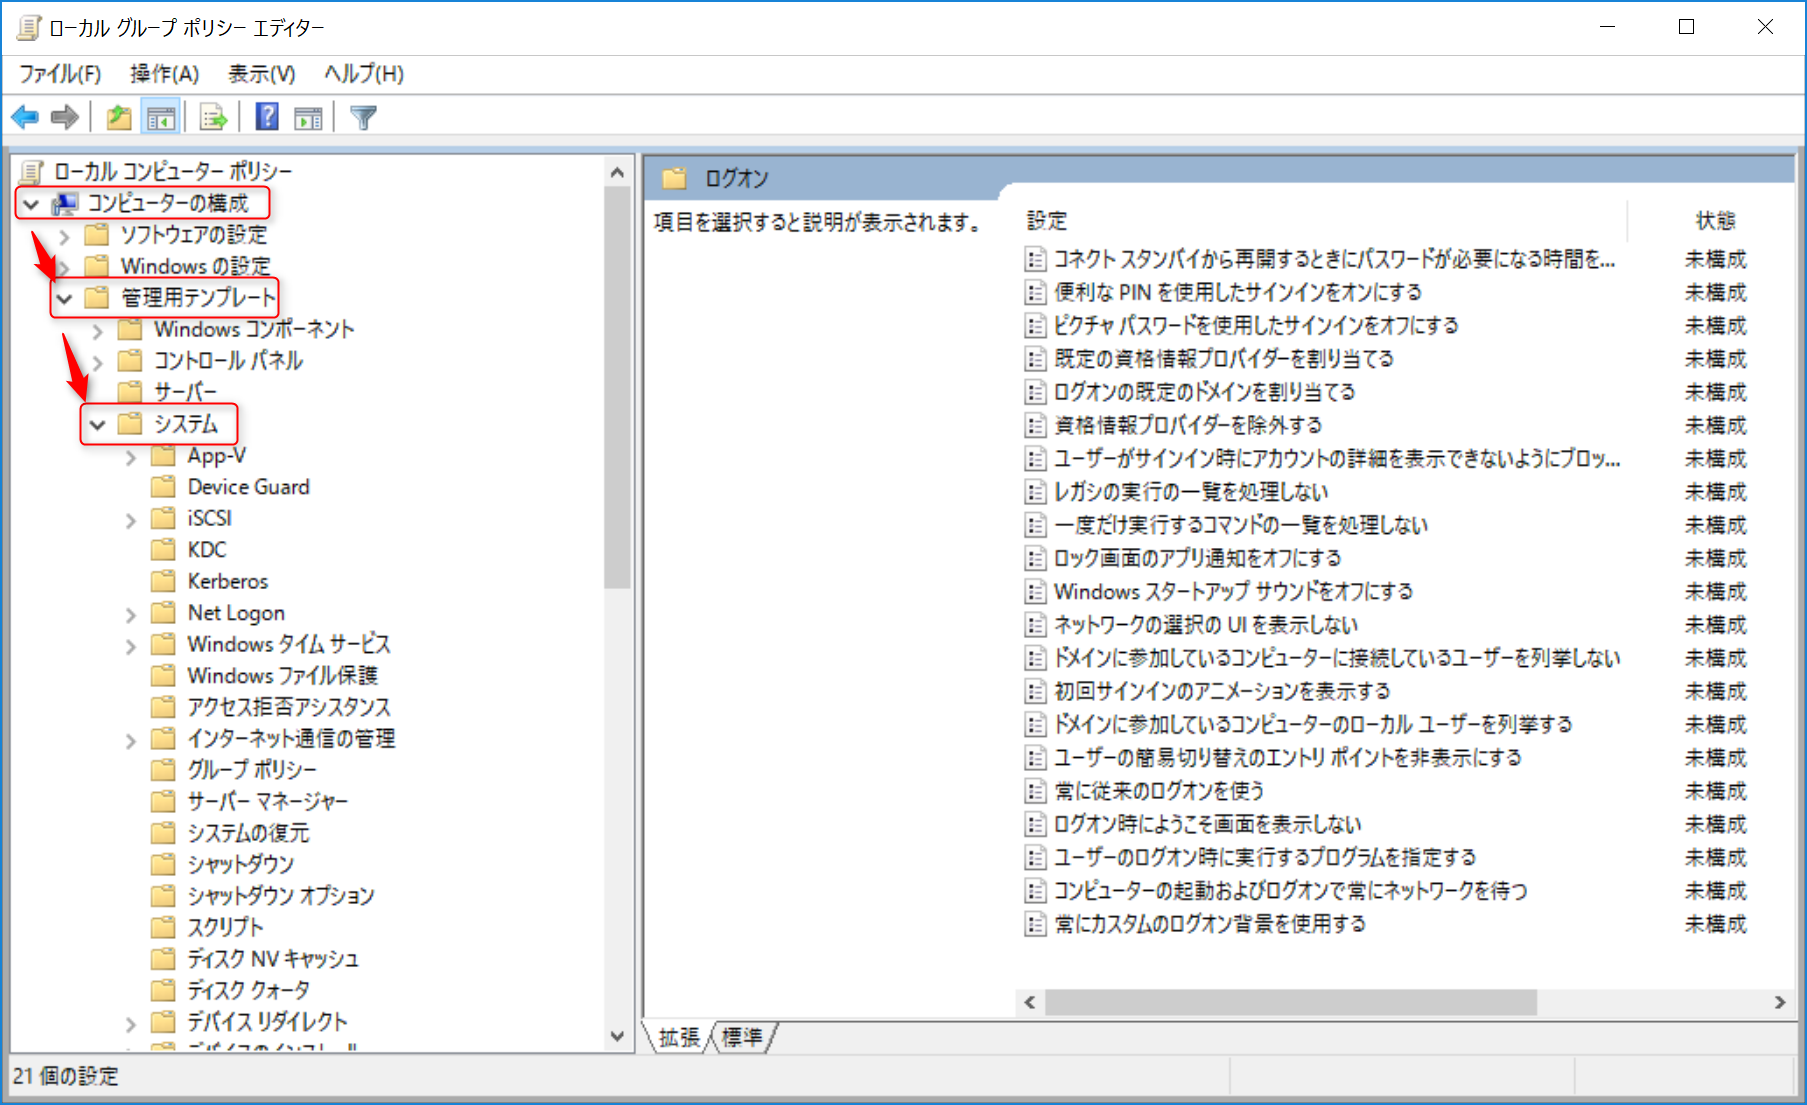 ローカル グループ ポリシー エディター
ファイル(F) 操作(A) 表示(V) ヘルプ(H)
ローカル コンピューター ポリシー
コンピューターの構成
ソフトウェアの設定
Windows の設定
管理用テンプレート
Windows コンポーネント
コントロール パネル
サーバー
システム
App-V
Device Guard
iSCSI
KDC
Kerberos
Net Logon
Windows タイム サービス
Windows ファイル保護
アクセス拒否アシスタンス
インターネット通信の管理
グループ ポリシー
サーバー マネージャー
システムの復元
シャットダウン
シャットダウン オプション
スクリプト
ディスク NV キャッシュ
ディスク クォータ
デバイス リダイレクト
ログオン
項目を選択すると説明が表示されます。
設定 状態
コネクト スタンバイから再開するときにパスワードが必要になる時間を... 未構成
便利な PIN を使用したサインインをオンにする 未構成
ピクチャ パスワードを使用したサインインをオフにする 未構成
既定の資格情報プロバイダーを割り当てる 未構成
ログオンの既定のドメインを割り当てる 未構成
資格情報プロバイダーを除外する 未構成
ユーザーがサインイン時にアカウントの詳細を表示できないようにブロッ... 未構成
レガシの実行の一覧を処理しない 未構成
一度だけ実行するコマンドの一覧を処理しない 未構成
ロック画面のアプリ通知をオフにする 未構成
Windows スタートアップ サウンドをオフにする 未構成
ネットワークの選択の UI を表示しない 未構成
ドメインに参加しているコンピューターに接続しているユーザーを列挙しない 未構成
初回サインインのアニメーションを表示する 未構成
ドメインに参加しているコンピューターのローカル ユーザーを列挙する 未構成
ユーザーの簡易切り替えのエントリ ポイントを非表示にする 未構成
常に従来のログオンを使う 未構成
ログオン時にようこそ画面を表示しない 未構成
ユーザーのログオン時に実行するプログラムを指定する 未構成
コンピューターの起動およびログオンで常にネットワークを待つ 未構成
常にカスタムのログオン背景を使用する 未構成
拡張 標準
21 個の設定